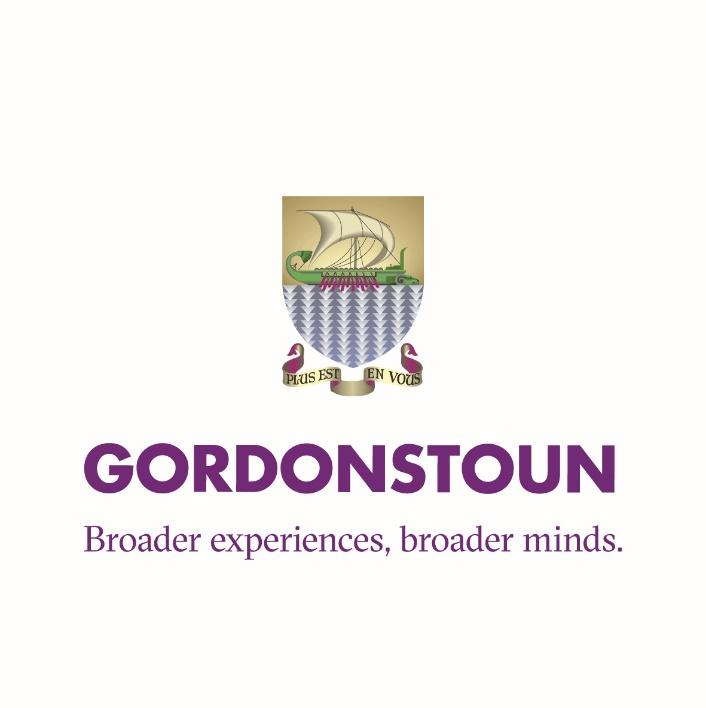 PLUS EST EN VOUS
GORDONSTOUN
Broader experiences, broader minds.